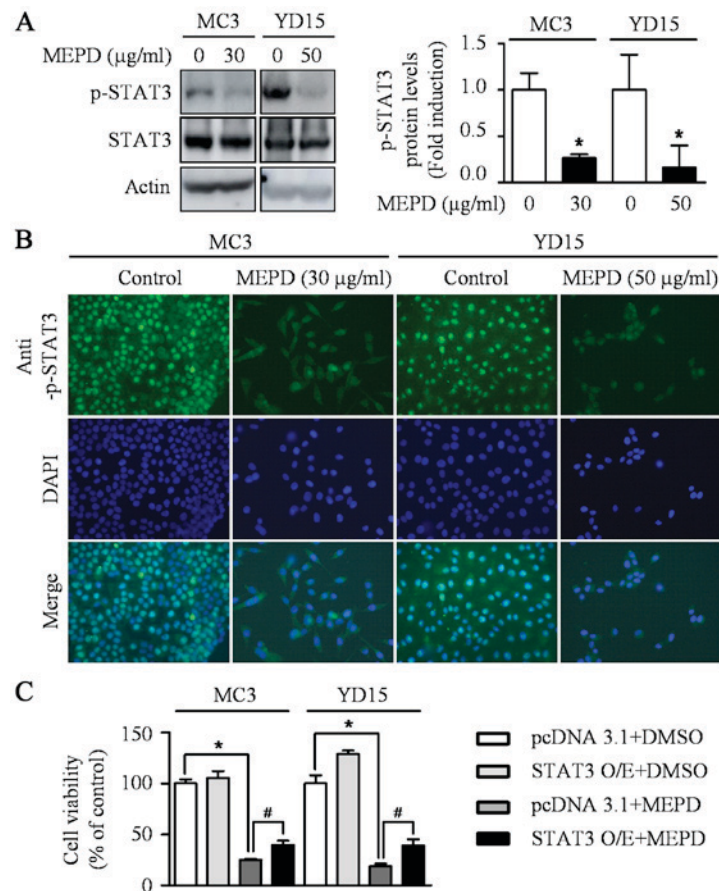 A
MC3 YD15
MEPD (μg/ml) 0 30 0 50
p-STAT3
STAT3
Actin
p-STAT3
protein levels
(Fold induction)
MC3 YD15
1.5
1.0
0.5
0.0
* *
MEPD (μg/ml) 0 30 0 50
B
MC3 YD15
Control MEPD (30 μg/ml) Control MEPD (50 μg/ml)
Anti
-p-STAT3
DAPI
Merge
C
MC3 YD15
Cell viability
(% of control)
150
100
50
0
* *
# #
pcDNA 3.1+DMSO
STAT3 O/E+DMSO
pcDNA 3.1+MEPD
STAT3 O/E+MEPD